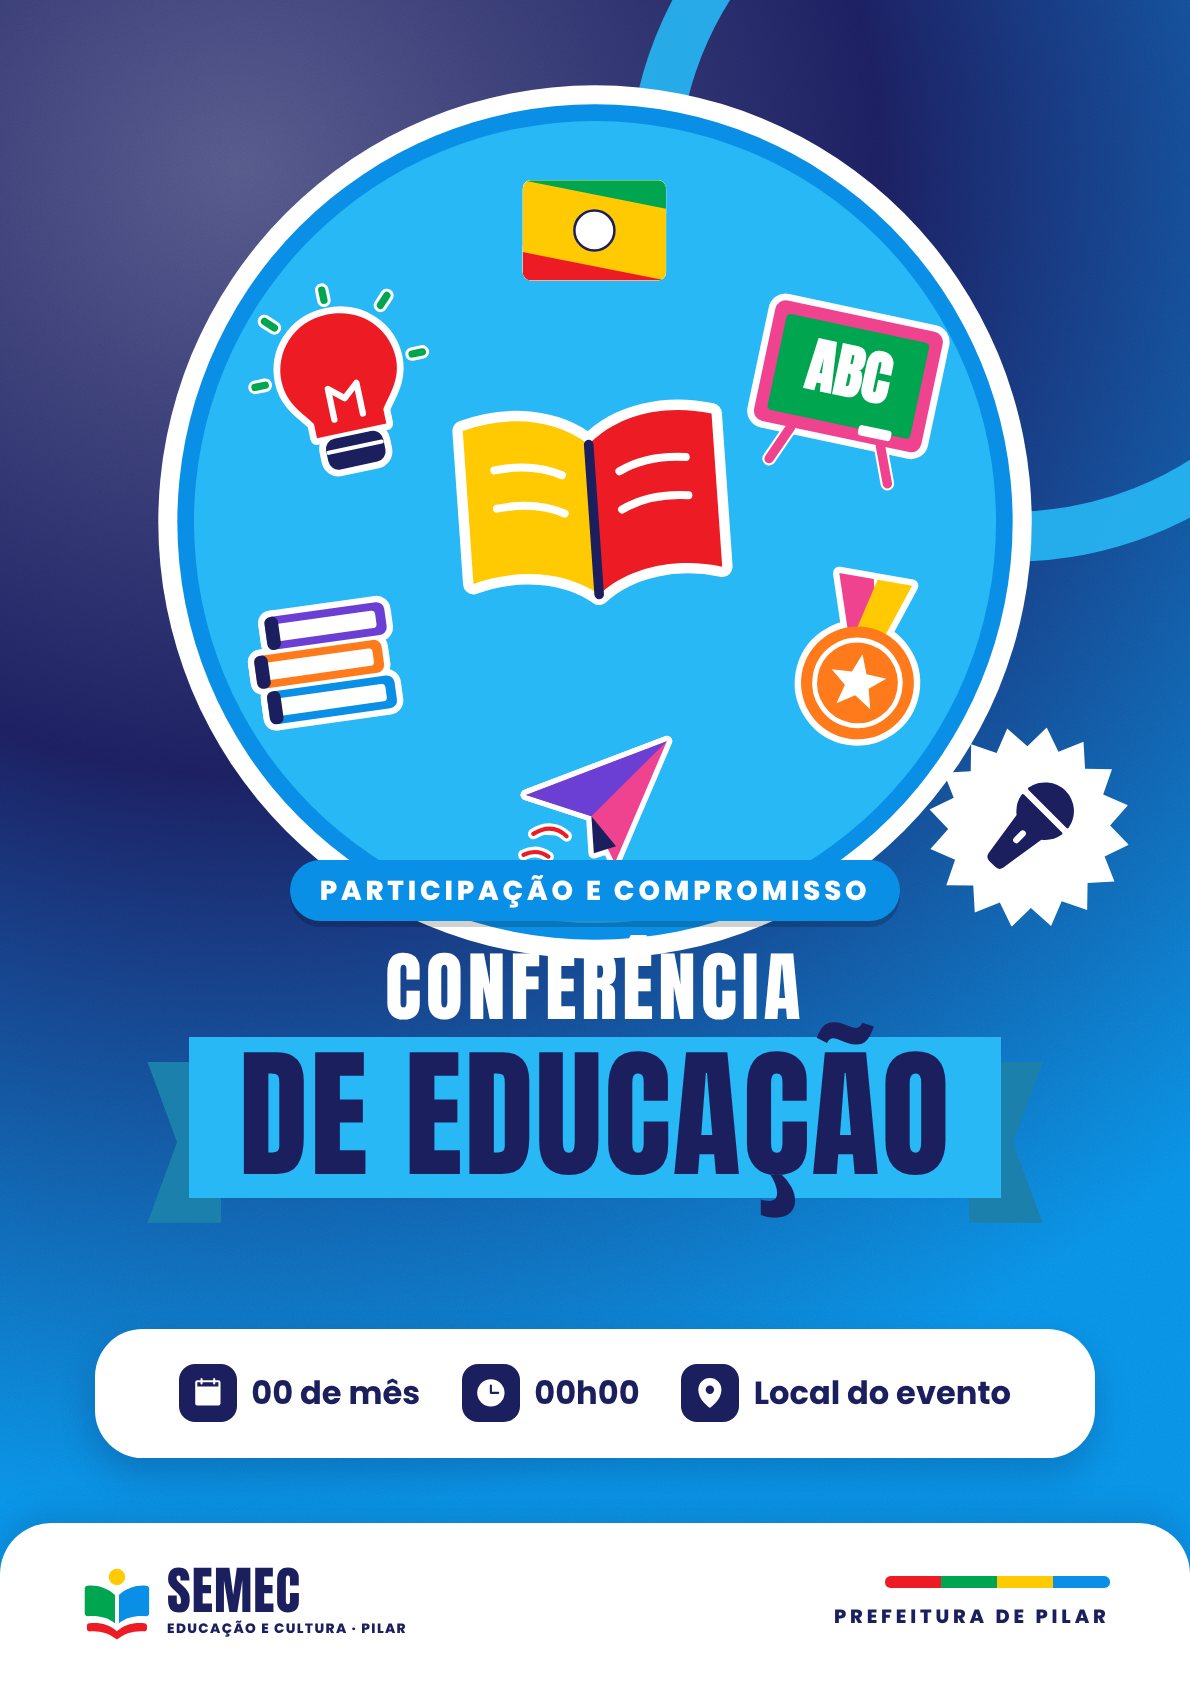 ABC
PARTICIPAÇÃO E COMPROMISSO
CONFERÊNCIA
DE EDUCAÇÃO
00 de mês
00h00
Local do evento
SEMEC
EDUCAÇÃO E CULTURA · PILAR
PREFEITURA DE PILAR